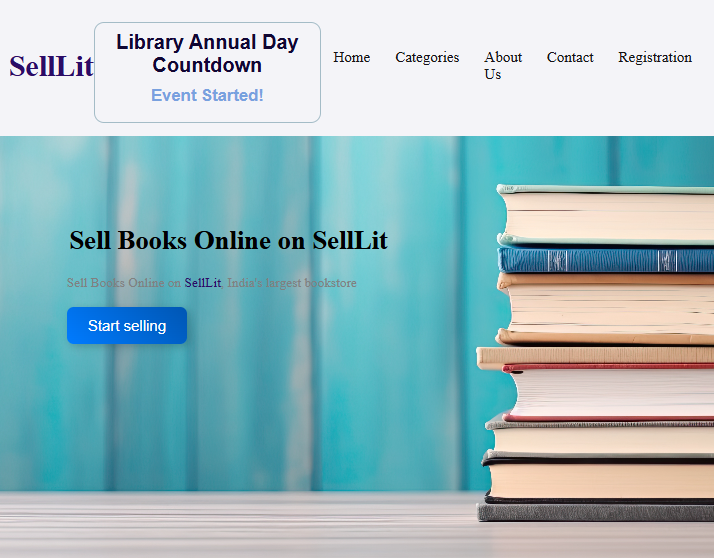 SellLit
Library Annual Day
Countdown
Event Started!
Home
Categories
About
Us
Contact
Registration
Sell Books Online on SellLit
Sell Books Online on SellLit, India's largest bookstore
Start selling